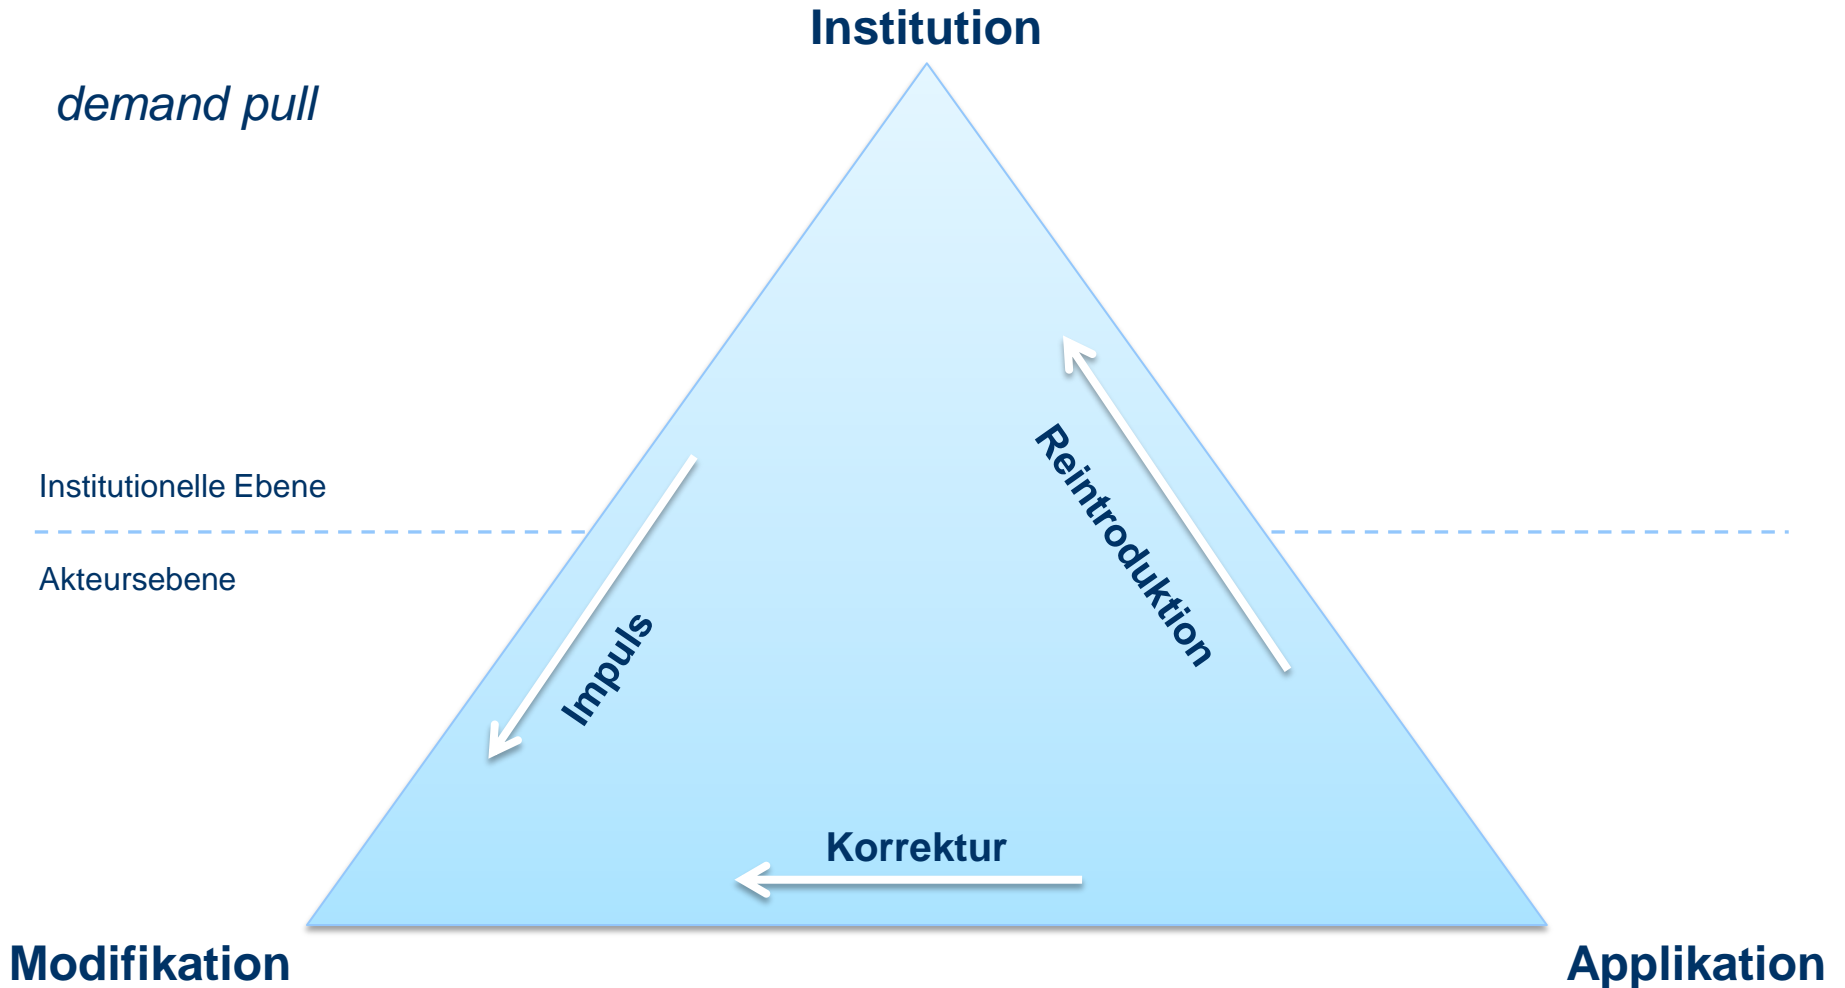 Institution
demand pull
Reintroduktion
Institutionelle Ebene
Akteursebene
Impuls
Korrektur
Modifikation
Applikation